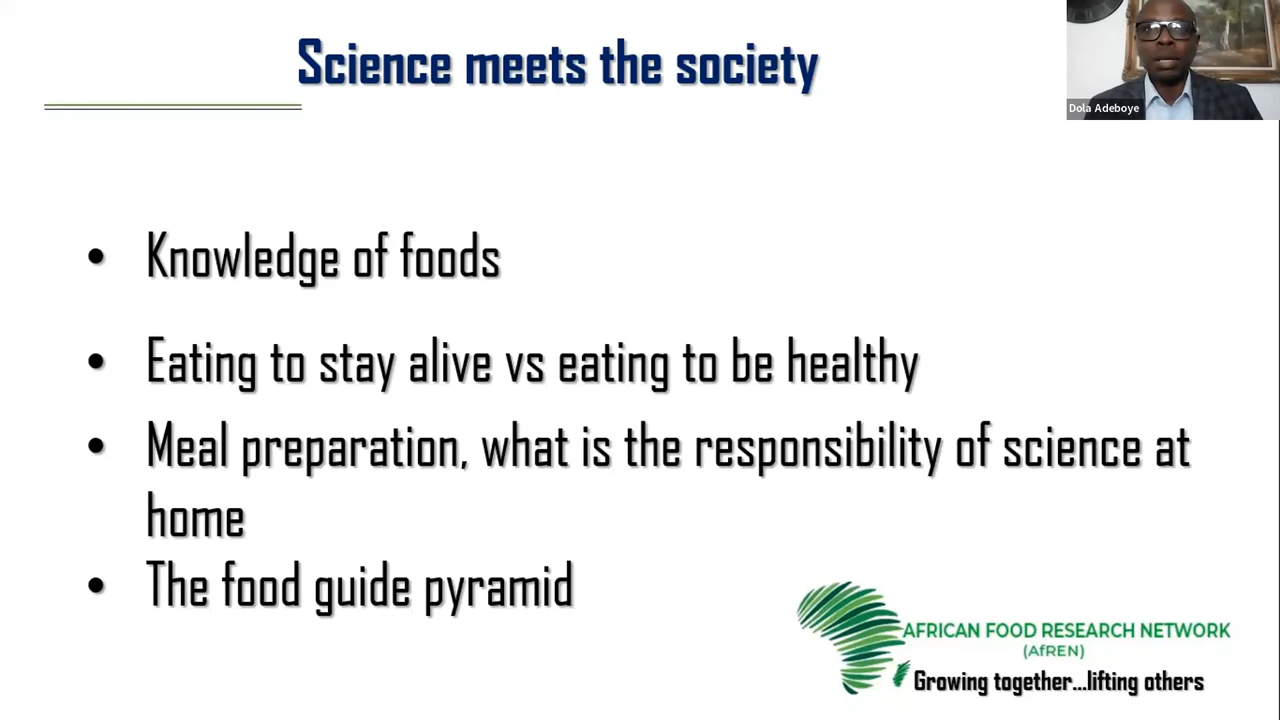 Science meets the society
Dola Adeboye
• Knowledge of foods
• Eating to stay alive vs eating to be healthy
• Meal preparation, what is the responsibility of science at
home
• The food guide pyramid
AFRICAN FOOD RESEARCH NETWORK
(AfREN)
Growing together...lifting others